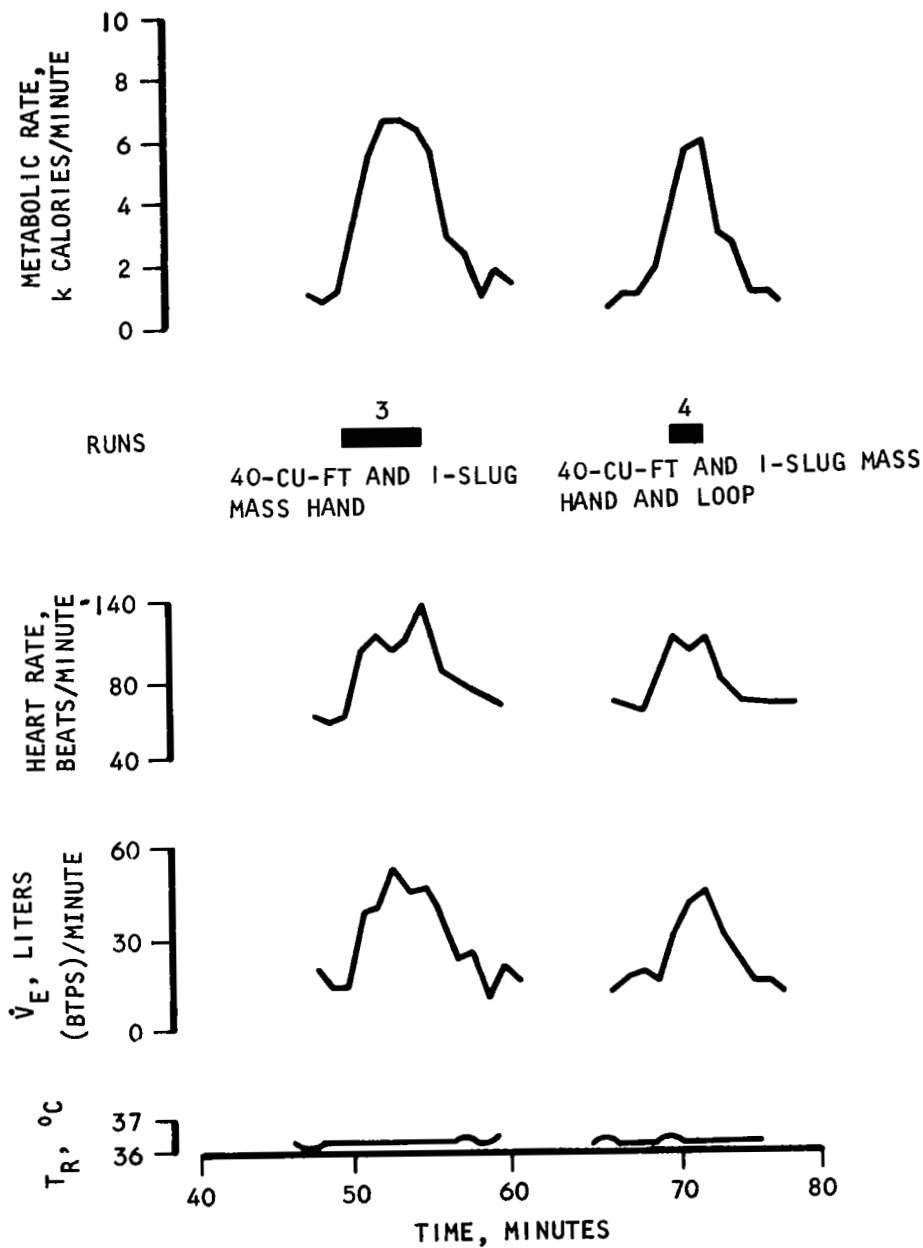 10
8
6
4
2
0
METABOLIC RATE,
k CALORIES/MINUTE
RUNS
3
40-CU-FT AND 1-SLUG
MASS HAND
4
40-CU-FT AND 1-SLUG MASS
HAND AND LOOP
140
80
40
HEART RATE,
BEATS/MINUTE
60
30
0
V̇E, LITERS
(BTPS)/MINUTE
37
36
TR, °C
40 50 60 70 80
TIME, MINUTES